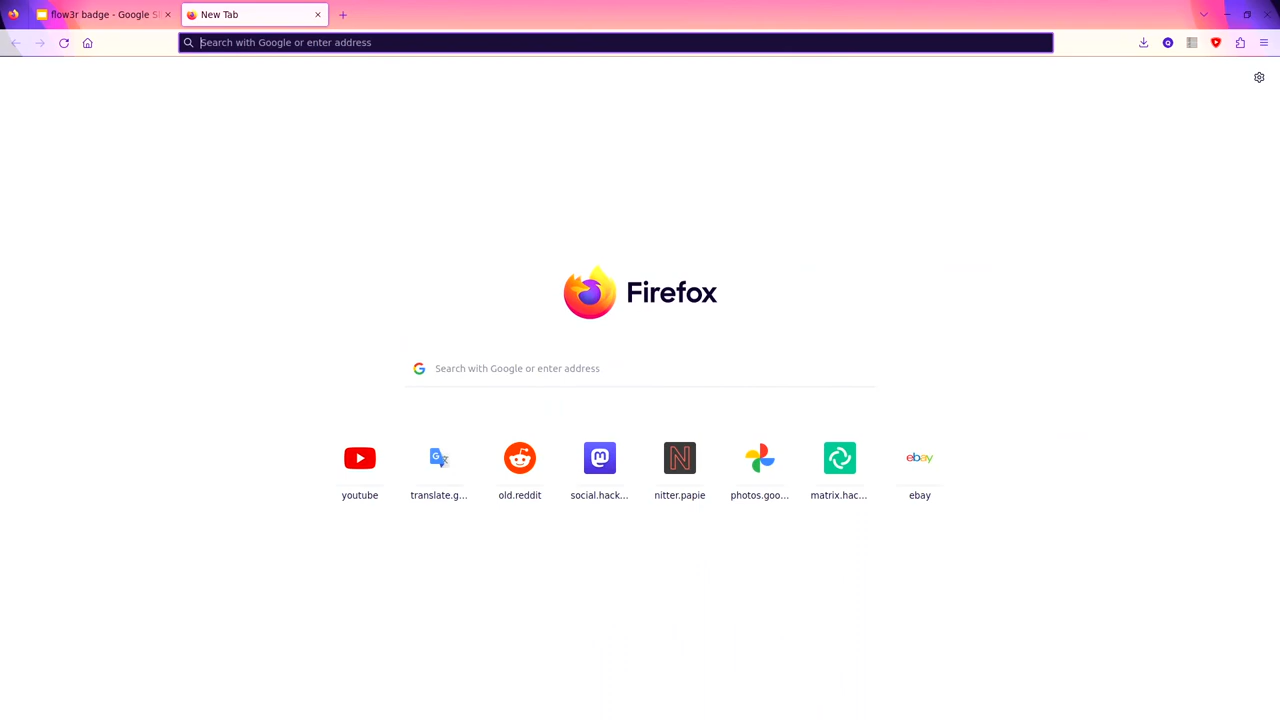 flow3r badge - Google Sl
New Tab
Search with Google or enter address
Firefox
Search with Google or enter address
youtube
translate.g...
old.reddit
social.hack...
nitter.papie
photos.goo...
matrix.hac...
ebay
ebay